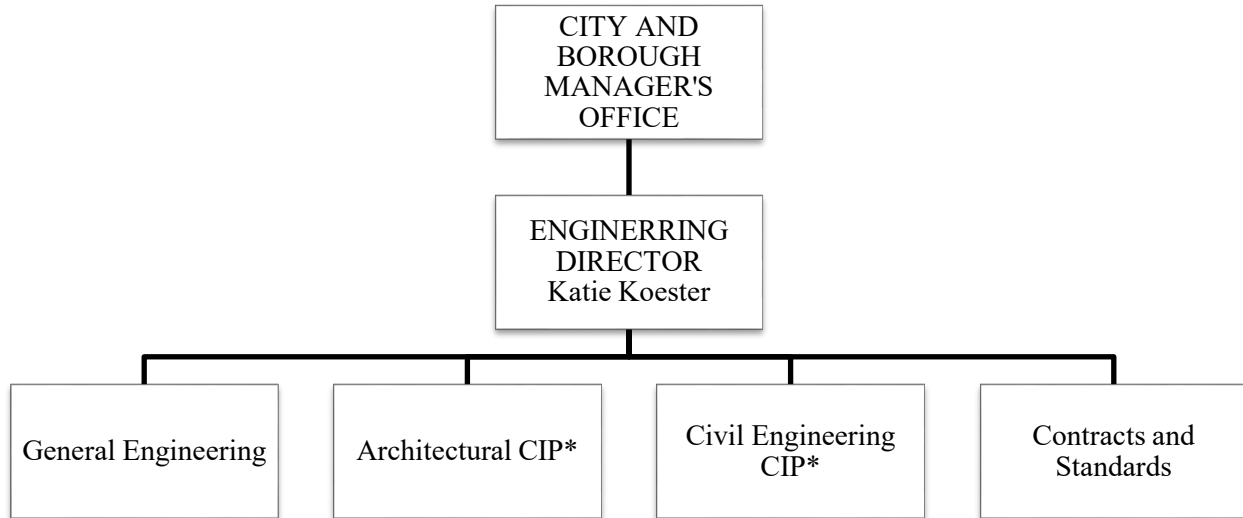 CITY AND
BOROUGH
MANAGER'S
OFFICE
ENGINERRING
DIRECTOR
Katie Koester
General Engineering
Architectural CIP*
Civil Engineering
CIP*
Contracts and
Standards